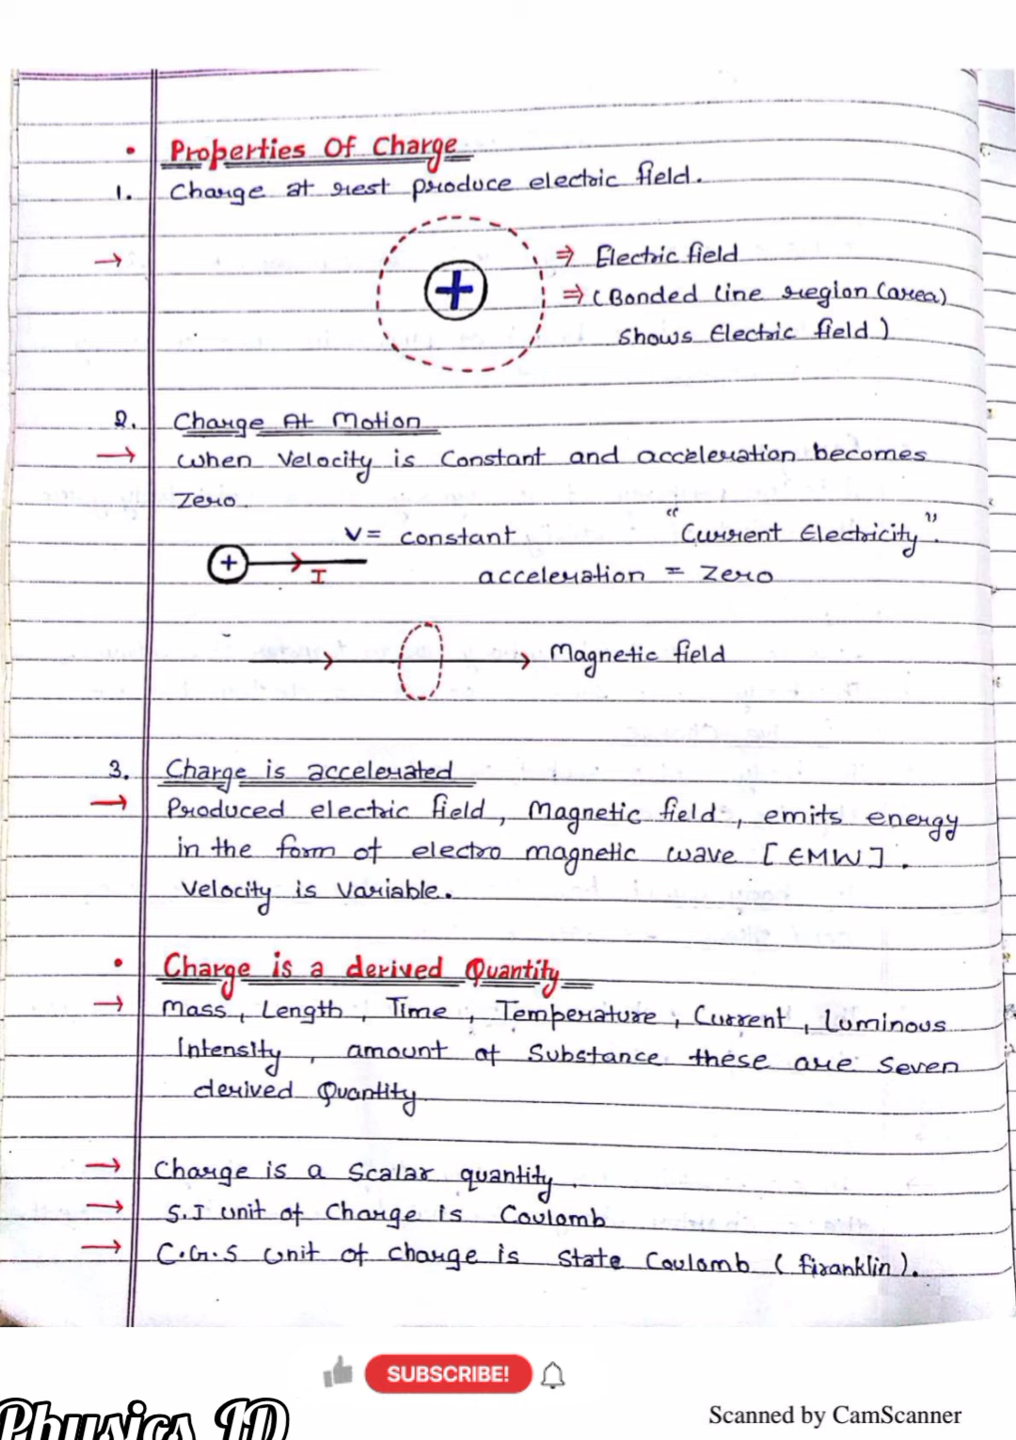 • Properties Of Charge
1. Charge at rest produce electric field.
→ + ⇒ Electric field
⇒ (Bonded line region (area)
Shows Electric field)
2. Charge At Motion
→ When Velocity is Constant and acceleration becomes
Zero.
V = constant "Current Electricity".
+ I acceleration = Zero
Magnetic field
3. Charge is accelerated
→ Produced electric field, Magnetic field, emits energy
in the form of electro magnetic wave [EMW].
Velocity is Variable.
• Charge is a derived Quantity
→ Mass, Length, Time, Temperature, Current, Luminous
Intensity, amount of Substance these are seven
derived Quantity
→ Charge is a Scalar quantity.
→ S.I unit of Charge is Coulomb
→ C.G.S unit of charge is State Coulomb (firanklin).
SUBSCRIBE!
Physics ID
Scanned by CamScanner